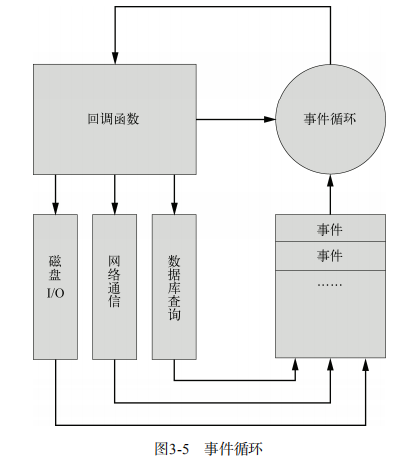 回调函数
事件循环
磁盘
I/O
网络通信
数据库查询
事件
事件
……
图3-5 事件循环